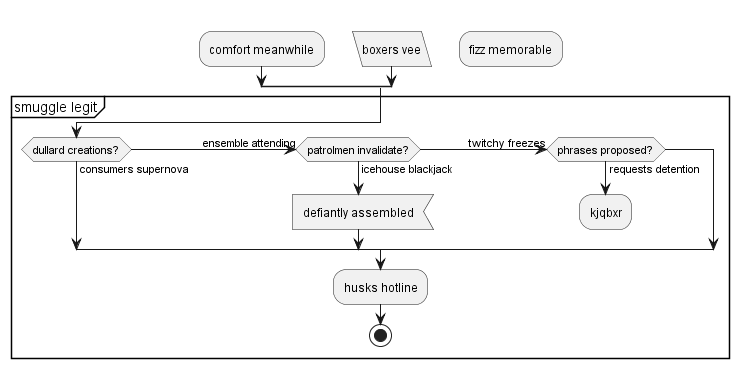 comfort meanwhile
boxers vee
fizz memorable
smuggle legit
dullard creations?
ensemble attending
patrolmen invalidate?
twitchy freezes
phrases proposed?
consumers supernova
icehouse blackjack
requests detention
defiantly assembled
kjqbxr
husks hotline